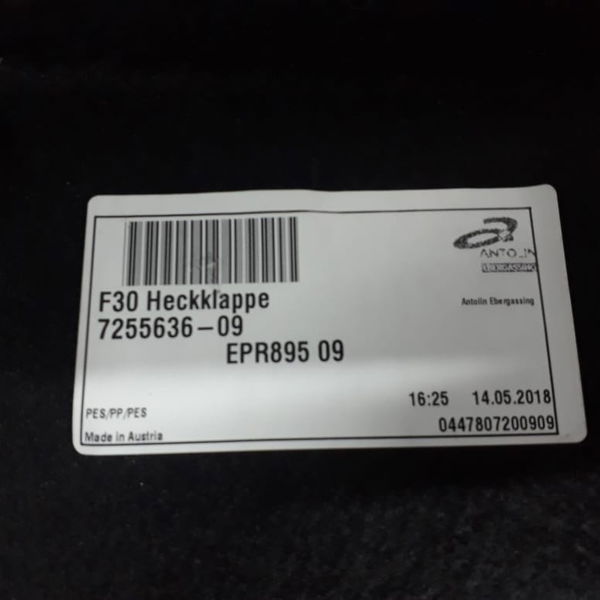 ANTOLIN
EBERGASSING
F30 Heckklappe
Antolin Ebergassing
7255636-09
EPR895 09
16:25 14.05.2018
PES/PP/PES
0447807200909
Made in Austria